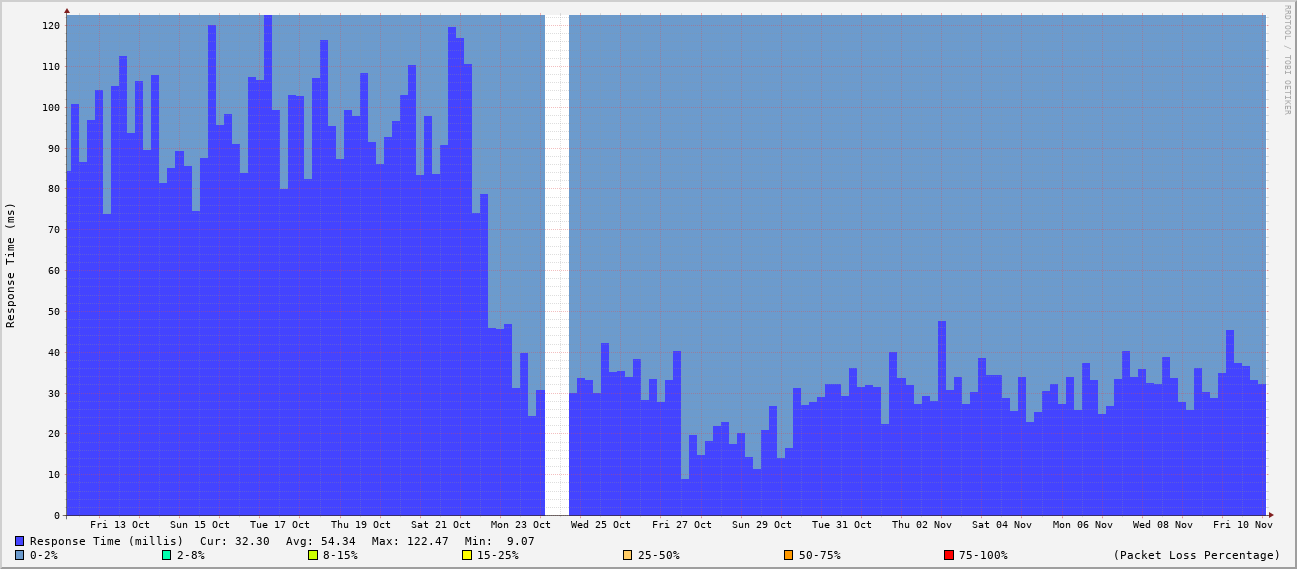 RRDTOOL / TOBI OETIKER
Response Time (ms)
120
110
100
90
80
70
60
50
40
30
20
10
0
Fri 13 Oct Sun 15 Oct Tue 17 Oct Thu 19 Oct Sat 21 Oct Mon 23 Oct Wed 25 Oct Fri 27 Oct Sun 29 Oct Tue 31 Oct Thu 02 Nov Sat 04 Nov Mon 06 Nov Wed 08 Nov Fri 10 Nov
Response Time (millis) Cur: 32.30 Avg: 54.34 Max: 122.47 Min: 9.07
0-2% 2-8% 8-15% 15-25% 25-50% 50-75% 75-100% (Packet Loss Percentage)